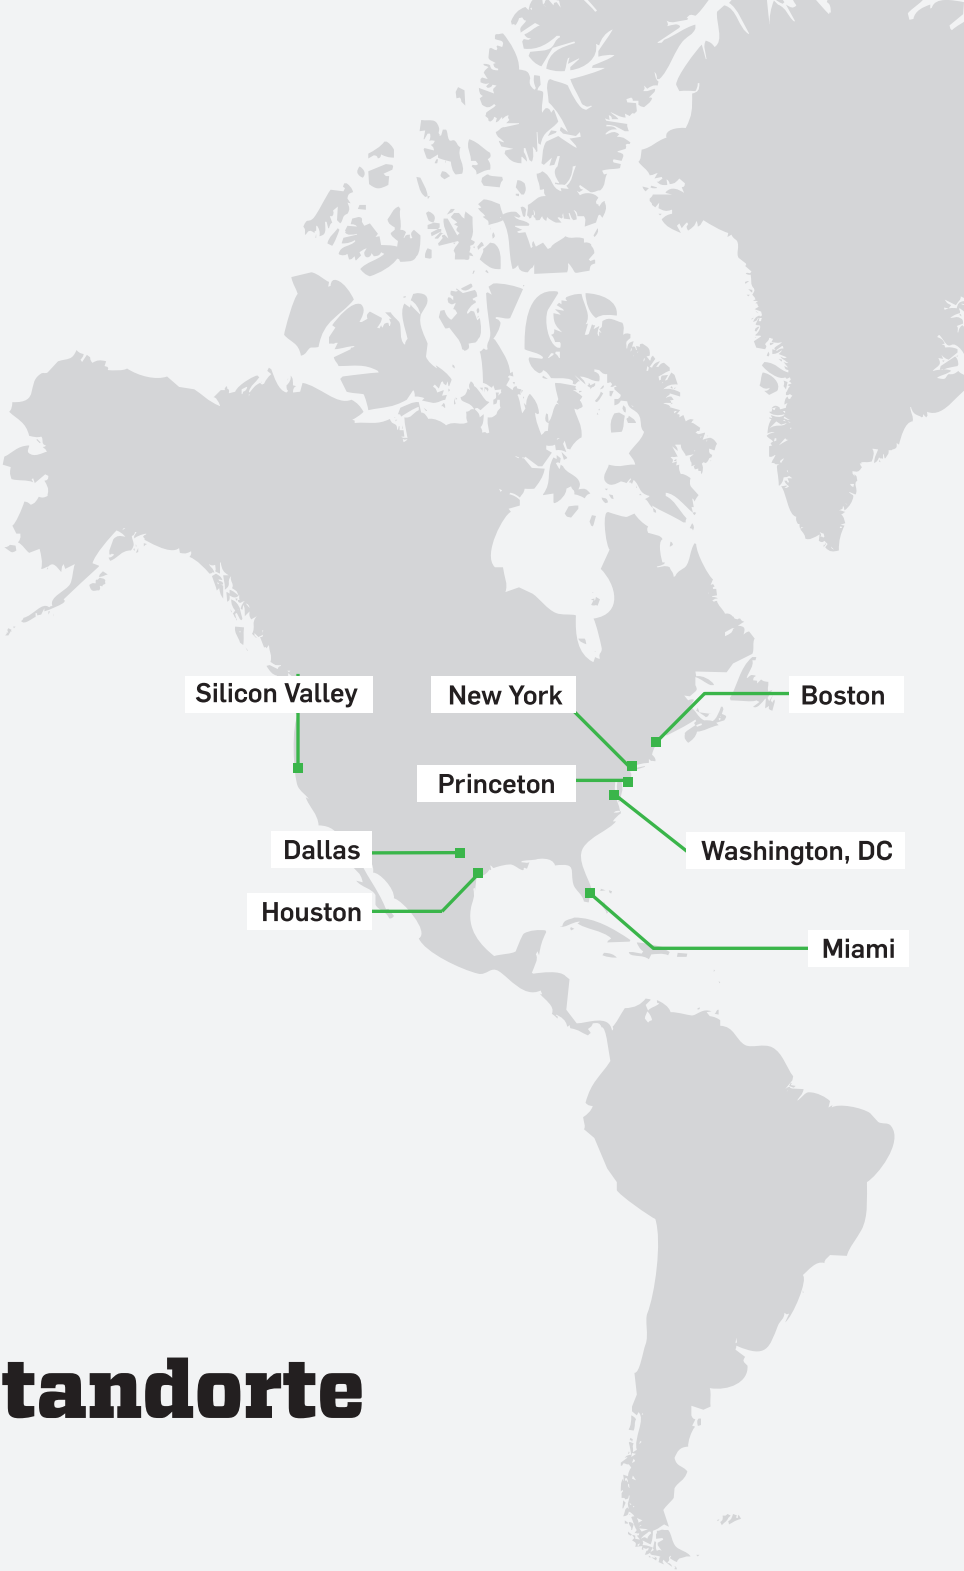 Silicon Valley
New York
Boston
Princeton
Dallas
Washington, DC
Houston
Miami
tandorte